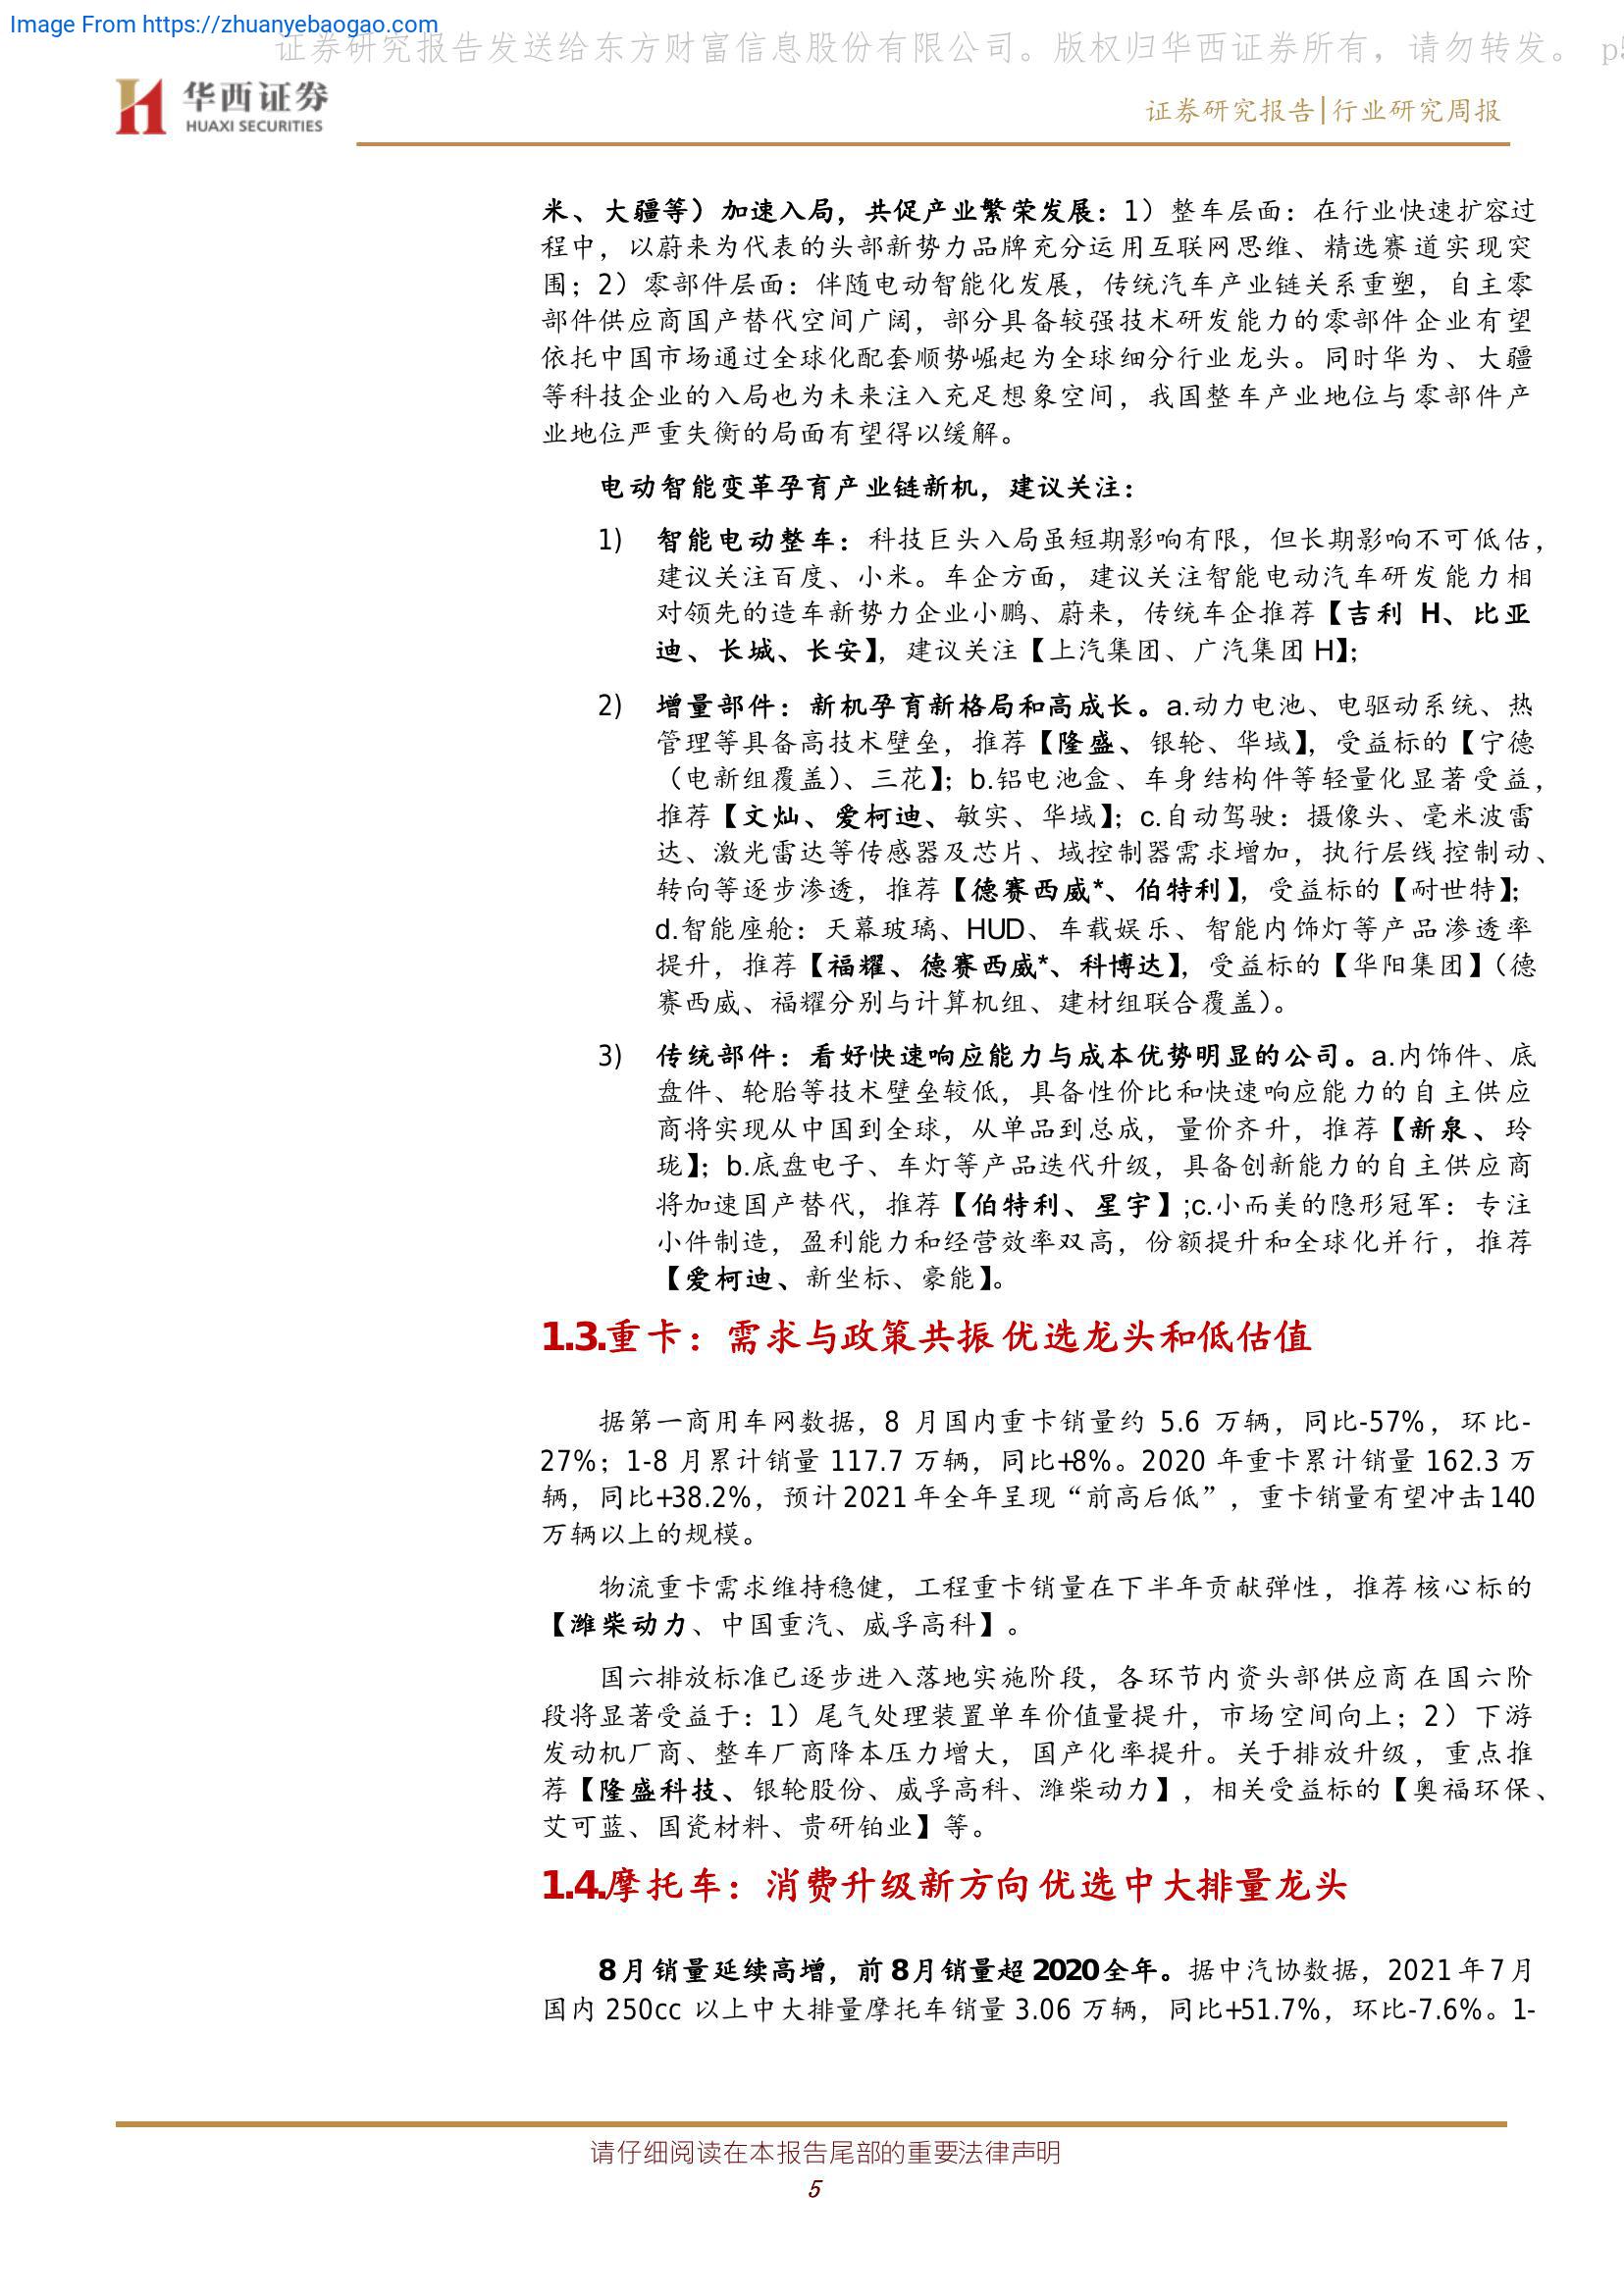 Image From https://zhuanyebaogao.com
证券研究报告发送给东方财富信息股份有限公司。版权归华西证券所有，请勿转发。 p5
华西证券
HUAXI SECURITIES
证券研究报告|行业研究周报
米、大疆等）加速入局，共促产业繁荣发展：1）整车层面：在行业快速扩容过
程中，以蔚来为代表的头部新势力品牌充分运用互联网思维、精选赛道实现突
围；2）零部件层面：伴随电动智能化发展，传统汽车产业链关系重塑，自主零
部件供应商国产替代空间广阔，部分具备较强技术研发能力的零部件企业有望
依托中国市场通过全球化配套顺势崛起为全球细分行业龙头。同时华为、大疆
等科技企业的入局也为未来注入充足想象空间，我国整车产业地位与零部件产
业地位严重失衡的局面有望得以缓解。
电动智能变革孕育产业链新机，建议关注：
1) 智能电动整车：科技巨头入局虽短期影响有限，但长期影响不可低估，
建议关注百度、小米。车企方面，建议关注智能电动汽车研发能力相
对领先的造车新势力企业小鹏、蔚来，传统车企推荐【吉利 H、比亚
迪、长城、长安】，建议关注【上汽集团、广汽集团 H】；
2) 增量部件：新机孕育新格局和高成长。a.动力电池、电驱动系统、热
管理等具备高技术壁垒，推荐【隆盛、银轮、华域】，受益标的【宁德
（电新组覆盖）、三花】；b.铝电池盒、车身结构件等轻量化显著受益，
推荐【文灿、爱柯迪、敏实、华域】；c.自动驾驶：摄像头、毫米波雷
达、激光雷达等传感器及芯片、域控制器需求增加，执行层线控制动、
转向等逐步渗透，推荐【德赛西威*、伯特利】，受益标的【耐世特】；
d.智能座舱：天幕玻璃、HUD、车载娱乐、智能内饰灯等产品渗透率
提升，推荐【福耀、德赛西威*、科博达】，受益标的【华阳集团】（德
赛西威、福耀分别与计算机组、建材组联合覆盖）。
3) 传统部件：看好快速响应能力与成本优势明显的公司。a.内饰件、底
盘件、轮胎等技术壁垒较低，具备性价比和快速响应能力的自主供应
商将实现从中国到全球，从单品到总成，量价齐升，推荐【新泉、玲
珑】；b.底盘电子、车灯等产品迭代升级，具备创新能力的自主供应商
将加速国产替代，推荐【伯特利、星宇】;c.小而美的隐形冠军：专注
小件制造，盈利能力和经营效率双高，份额提升和全球化并行，推荐
【爱柯迪、新坐标、豪能】。
1.3.重卡：需求与政策共振 优选龙头和低估值
据第一商用车网数据，8 月国内重卡销量约 5.6 万辆，同比-57%，环比-
27%；1-8 月累计销量 117.7 万辆，同比+8%。2020 年重卡累计销量 162.3 万
辆，同比+38.2%，预计 2021 年全年呈现“前高后低”，重卡销量有望冲击 140
万辆以上的规模。
物流重卡需求维持稳健，工程重卡销量在下半年贡献弹性，推荐核心标的
【潍柴动力、中国重汽、威孚高科】。
国六排放标准已逐步进入落地实施阶段，各环节内资头部供应商在国六阶
段将显著受益于：1）尾气处理装置单车价值量提升，市场空间向上；2）下游
发动机厂商、整车厂商降本压力增大，国产化率提升。关于排放升级，重点推
荐【隆盛科技、银轮股份、威孚高科、潍柴动力】，相关受益标的【奥福环保、
艾可蓝、国瓷材料、贵研铂业】等。
1.4.摩托车：消费升级新方向 优选中大排量龙头
8 月销量延续高增，前 8 月销量超 2020 全年。据中汽协数据，2021 年 7 月
国内 250cc 以上中大排量摩托车销量 3.06 万辆，同比+51.7%，环比-7.6%。1-
请仔细阅读在本报告尾部的重要法律声明
5